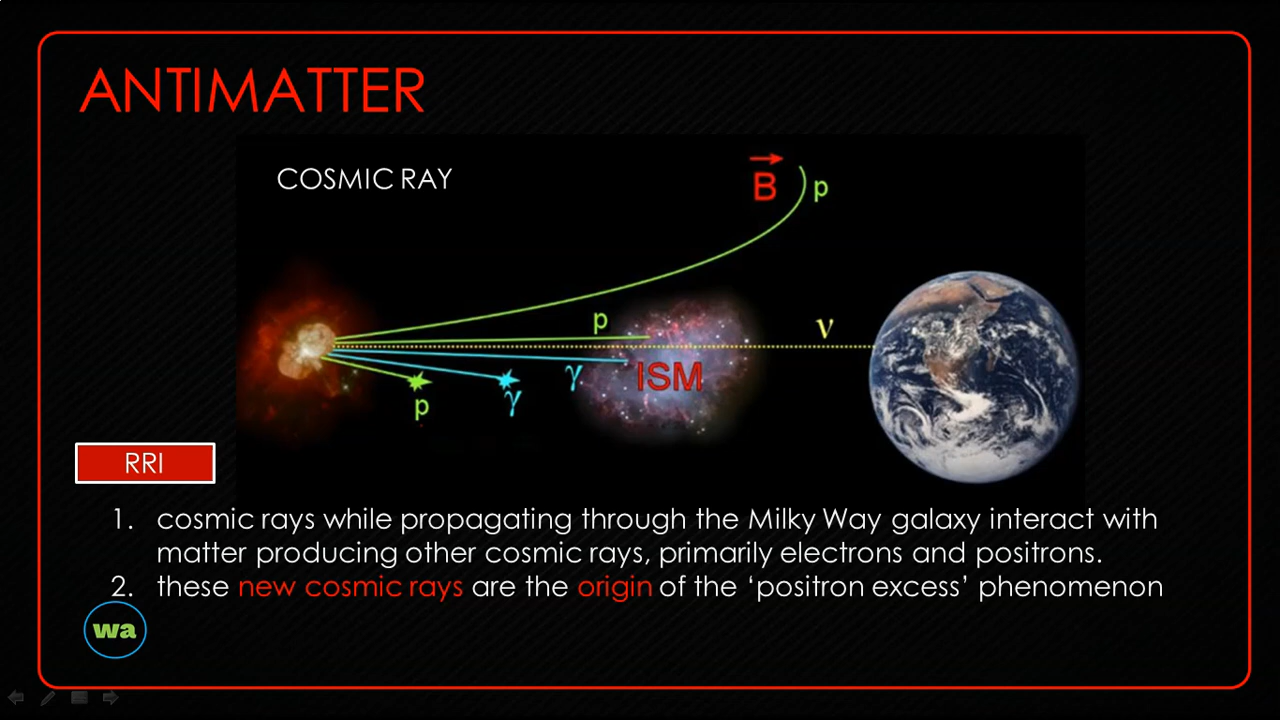 ANTIMATTER
COSMIC RAY
B
p
p
ν
γ
ISM
p
γ
RRI
1. cosmic rays while propagating through the Milky Way galaxy interact with
matter producing other cosmic rays, primarily electrons and positrons.
2. these new cosmic rays are the origin of the ‘positron excess’ phenomenon
wa